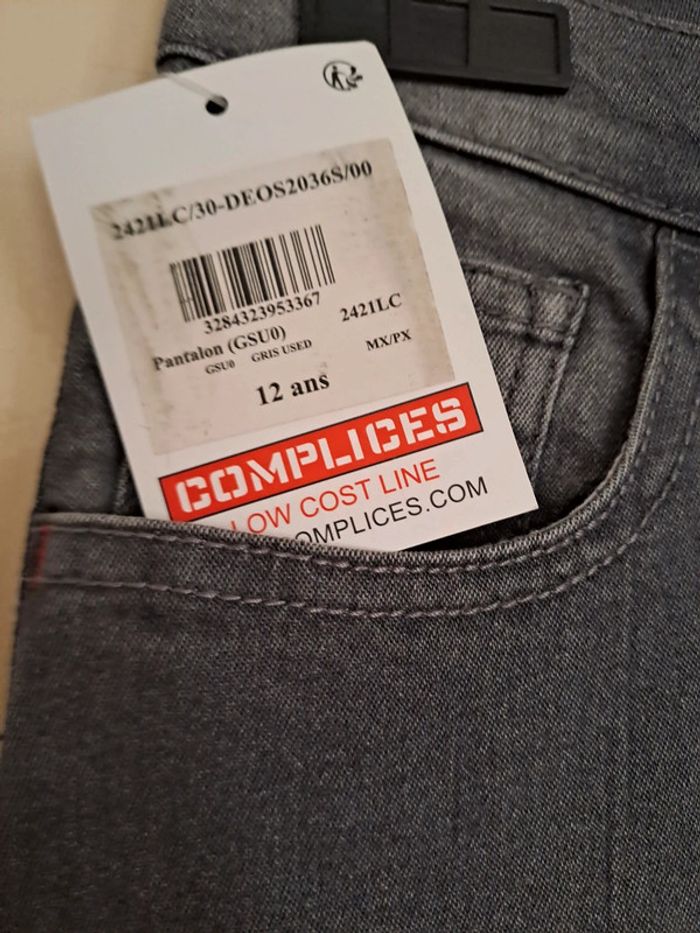 2421LC/30-DEOS2036S/00
3284323953367
Pantalon (GSU0) 2421LC
GSU0 GRIS USED MX/PX
12 ans
COMPLICES
LOW COST LINE
OMPLICES.COM